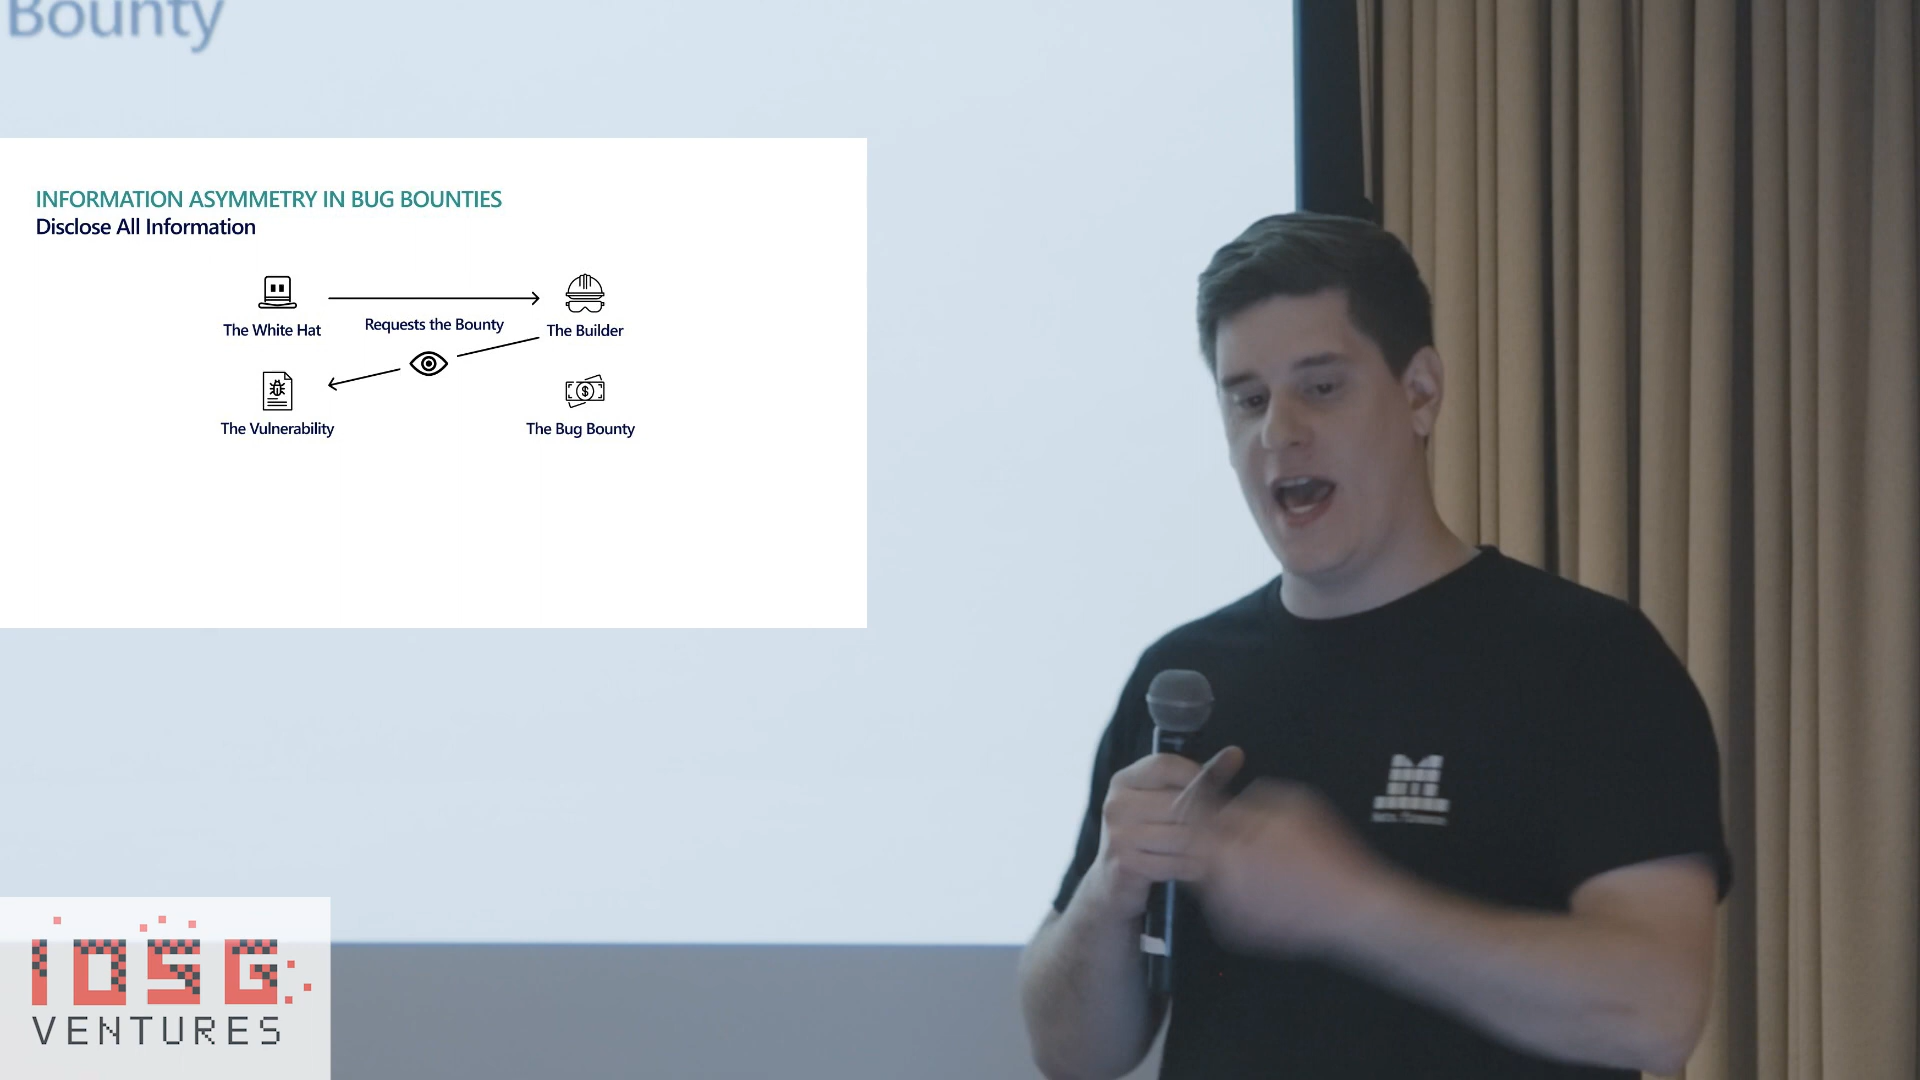 Bounty
INFORMATION ASYMMETRY IN BUG BOUNTIES
Disclose All Information
The White Hat
Requests the Bounty
The Builder
The Vulnerability
The Bug Bounty
IOSG
VENTURES